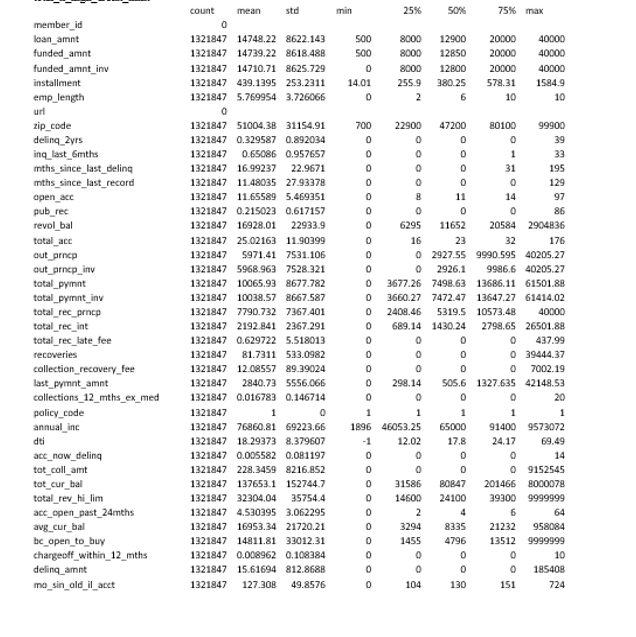 count mean std min 25% 50% 75% max
member_id 0
loan_amnt 1321847 14748.22 8622.143 500 8000 12900 20000 40000
funded_amnt 1321847 14739.42 8618.488 500 8000 12850 20000 40000
funded_amnt_inv 1321847 14710.71 8625.729 0 8000 12800 20000 40000
installment 1321847 439.1395 253.2311 14.01 255.9 380.25 578.31 1584.9
emp_length 1321847 5.769954 3.726066 0 2 6 10 10
url 0
zip_code 1321847 51004.38 31154.91 700 22900 47200 80100 99900
delinq_2yrs 1321847 0.329587 0.892034 0 0 0 0 39
inq_last_6mths 1321847 0.65086 0.957657 0 0 0 1 33
mths_since_last_delinq 1321847 16.99237 22.9671 0 0 0 31 195
mths_since_last_record 1321847 11.48035 27.93378 0 0 0 0 129
open_acc 1321847 11.65589 5.469351 0 8 11 14 97
pub_rec 1321847 0.215023 0.617157 0 0 0 0 86
revol_bal 1321847 16928.01 22933.9 0 6295 11652 20584 2904836
total_acc 1321847 25.02163 11.90399 0 16 23 32 176
out_prncp 1321847 5971.41 7531.106 0 0 2927.55 9990.595 40205.27
out_prncp_inv 1321847 5968.963 7528.321 0 0 2926.1 9986.6 40205.27
total_pymnt 1321847 10065.93 8677.782 0 3677.26 7498.63 13686.11 61501.88
total_pymnt_inv 1321847 10038.57 8667.587 0 3660.27 7472.47 13647.27 61414.02
total_rec_prncp 1321847 7790.732 7367.401 0 2408.46 5319.5 10573.48 40000
total_rec_int 1321847 2192.841 2367.291 0 689.14 1430.24 2798.65 26501.88
total_rec_late_fee 1321847 0.629722 5.518013 0 0 0 0 437.99
recoveries 1321847 81.7311 533.0982 0 0 0 0 39444.37
collection_recovery_fee 1321847 12.08557 89.39024 0 0 0 0 7002.19
last_pymnt_amnt 1321847 2840.73 5556.066 0 298.14 505.6 1327.635 42148.53
collections_12_mths_ex_med 1321847 0.016783 0.146714 0 0 0 0 20
policy_code 1321847 1 0 1 1 1 1 1
annual_inc 1321847 76860.81 69223.66 1896 46053.25 65000 91400 9573072
dti 1321847 18.29373 8.379607 -1 12.02 17.8 24.17 69.49
acc_now_delinq 1321847 0.005582 0.081197 0 0 0 0 14
tot_coll_amt 1321847 228.3459 8216.852 0 0 0 0 9152545
tot_cur_bal 1321847 137653.1 152744.7 0 31586 80847 201466 8000078
total_rev_hi_lim 1321847 32304.04 35754.4 0 14600 24100 39300 9999999
acc_open_past_24mths 1321847 4.530395 3.062295 0 2 4 6 64
avg_cur_bal 1321847 16953.34 21720.21 0 3294 8335 21232 958084
bc_open_to_buy 1321847 14811.81 33012.31 0 1455 4796 13512 9999999
chargeoff_within_12_mths 1321847 0.008962 0.108384 0 0 0 0 10
delinq_amnt 1321847 15.61694 812.8688 0 0 0 0 185408
mo_sin_old_il_acct 1321847 127.308 49.8576 0 104 130 151 724